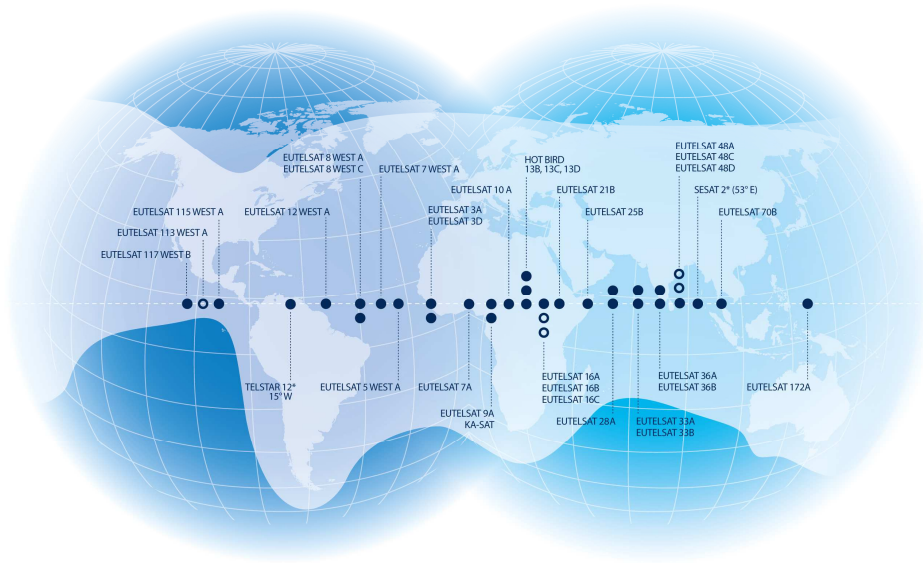 EUTELSAT 48A
EUTELSAT 48C
EUTELSAT 48D
EUTELSAT 8 WEST A
EUTELSAT 8 WEST C
EUTELSAT 7 WEST A
HOT BIRD
13B, 13C, 13D
EUTELSAT 10 A
EUTELSAT 21B
SESAT 2* (53° E)
EUTELSAT 115 WEST A
EUTELSAT 12 WEST A
EUTELSAT 3A
EUTELSAT 3D
EUTELSAT 25B
EUTELSAT 70B
EUTELSAT 113 WEST A
EUTELSAT 117 WEST B
TELSTAR 12*
15° W
EUTELSAT 5 WEST A
EUTELSAT 7A
EUTELSAT 16A
EUTELSAT 16B
EUTELSAT 16C
EUTELSAT 36A
EUTELSAT 36B
EUTELSAT 172A
EUTELSAT 9A
KA-SAT
EUTELSAT 28A
EUTELSAT 33A
EUTELSAT 33B